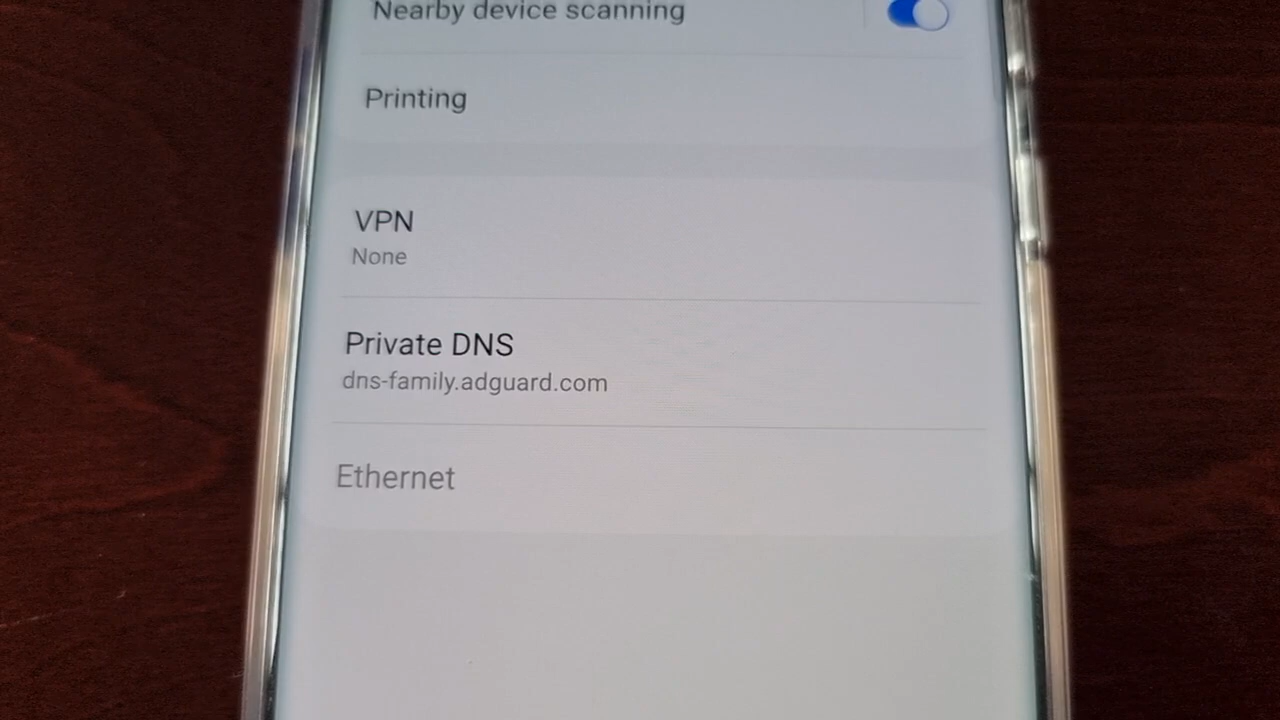 Nearby device scanning
Printing
VPN
None
Private DNS
dns-family.adguard.com
Ethernet